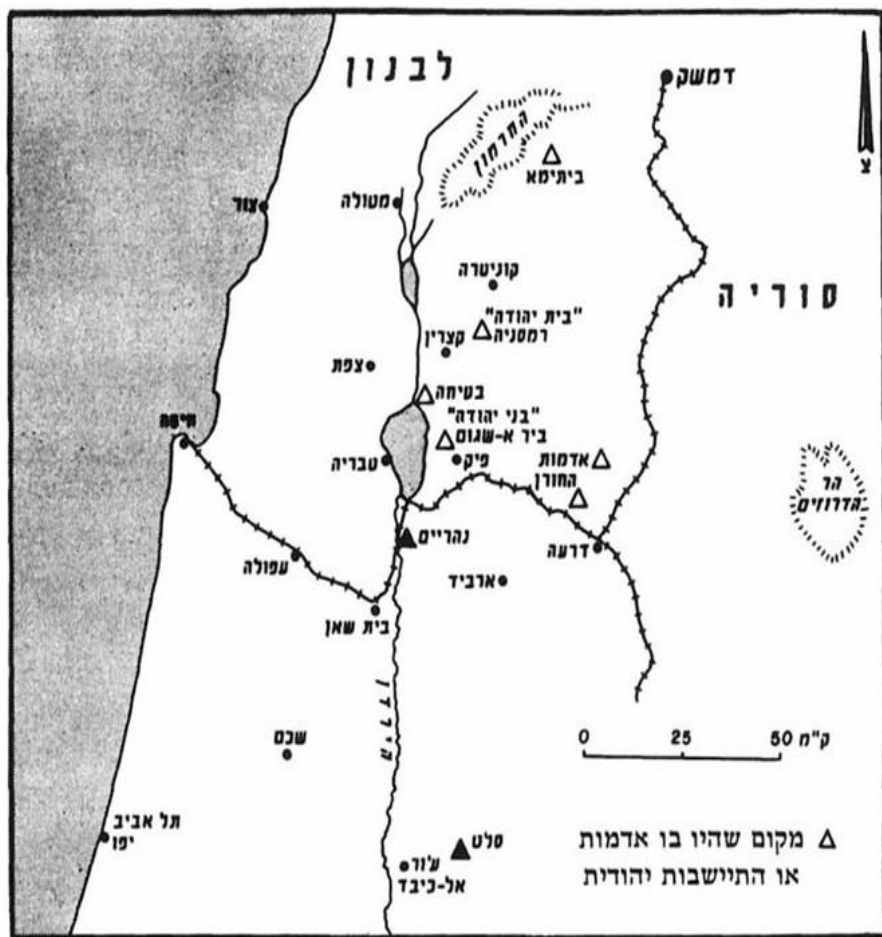 לבנון
דמשק
החרמון
ביתימא
צור
מטולה
קוניטרה
סוריה
"בית יהודה"
רמסניה
קצרין
צפת
בטיחה
"בני יהודה"
ביר א-שגום
חיפה
טבריה
פיק
אדמות
החורן
הר
הדרוזים
נהריים
דרעה
עפולה
ארביד
בית שאן
הירדן
שכם
0 25 50 ק"מ
תל אביב
יפו
סלט
ע'ור
אל-כיבד
△ מקום שהיו בו אדמות
או התיישבות יהודית
צ